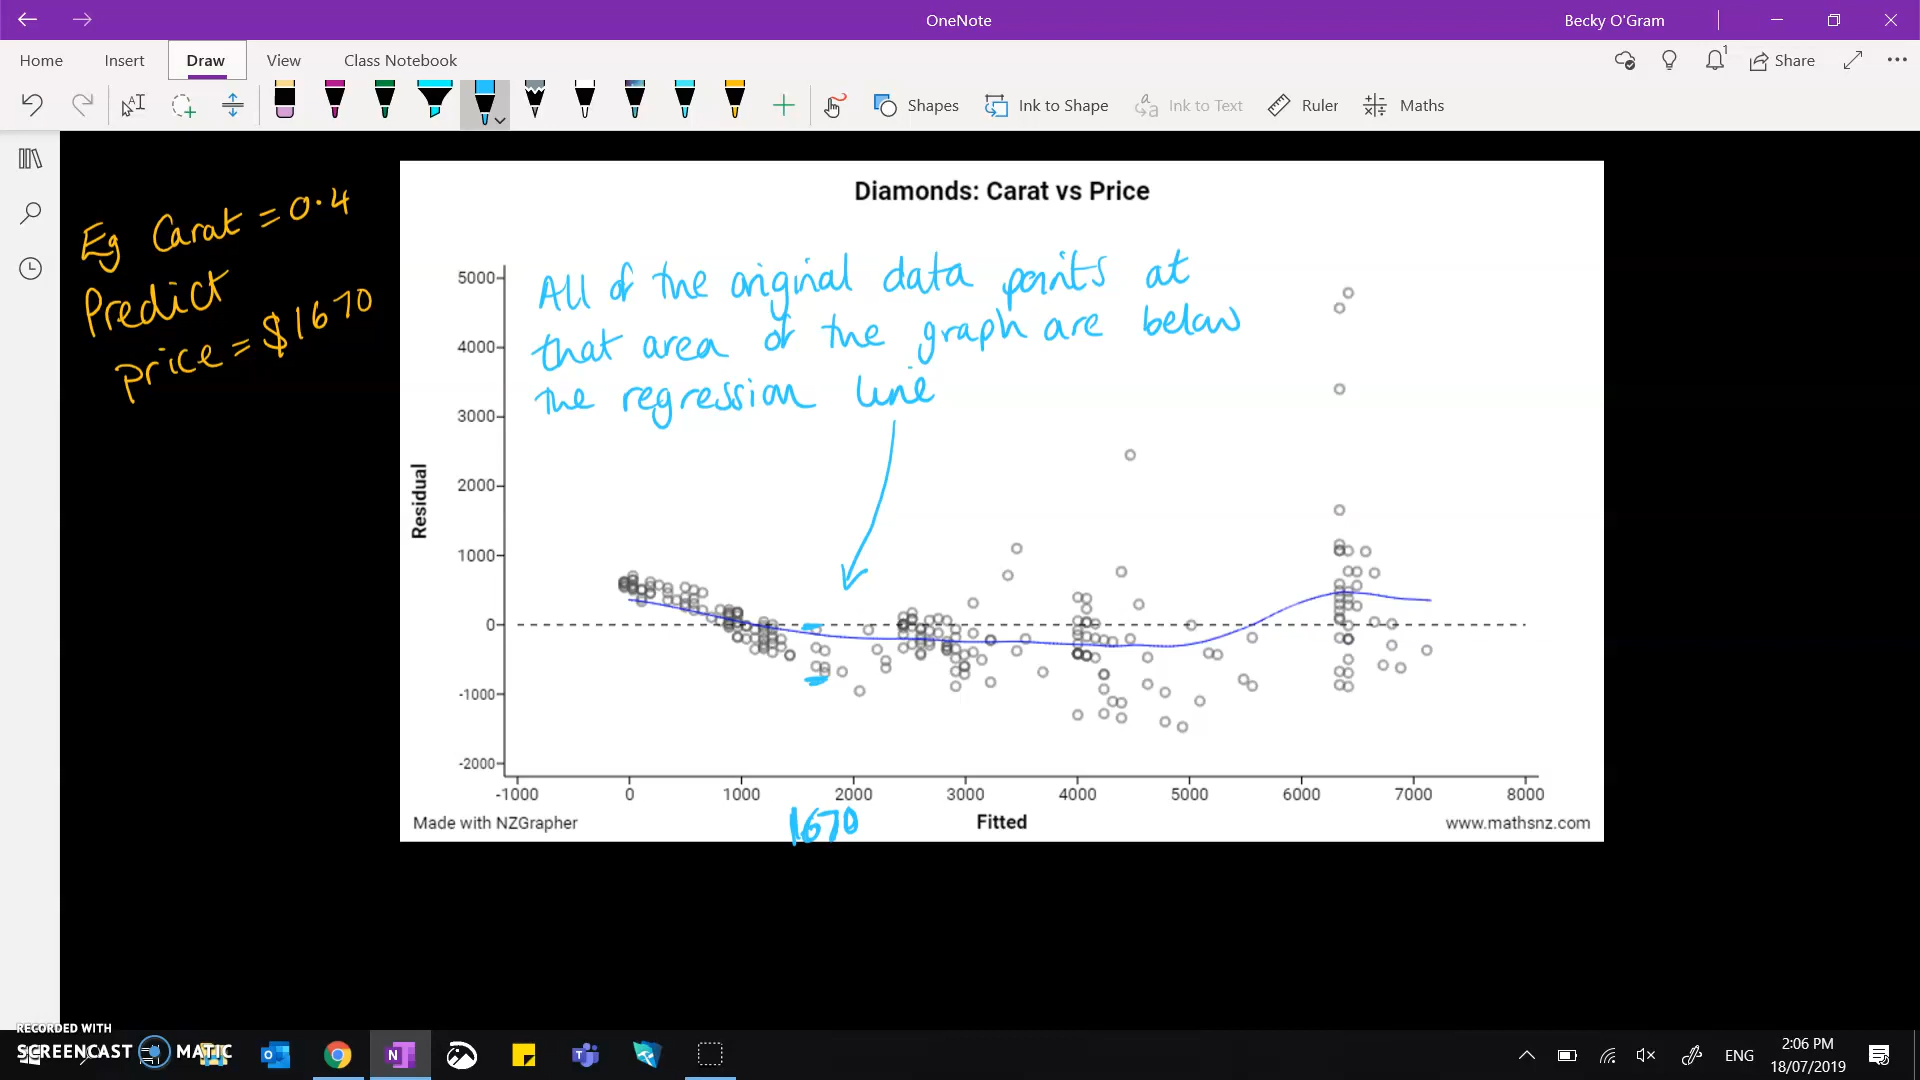 OneNote
Becky O'Gram
Home
Insert
Draw
View
Class Notebook
1
Share
Shapes
Ink to Shape
Ink to Text
Ruler
Maths
Eg Carat = 0.4
Predict
price = $1670
Diamonds: Carat vs Price
All of the original data points at
that area of the graph are below
the regression line
Residual
5000
4000
3000
2000
1000
0
-1000
-2000
-1000 0 1000 2000 3000 4000 5000 6000 7000 8000
1670
Made with NZGrapher
Fitted
www.mathsnz.com
RECORDED WITH
SCREENCAST MATIC
ENG
2:06 PM
18/07/2019